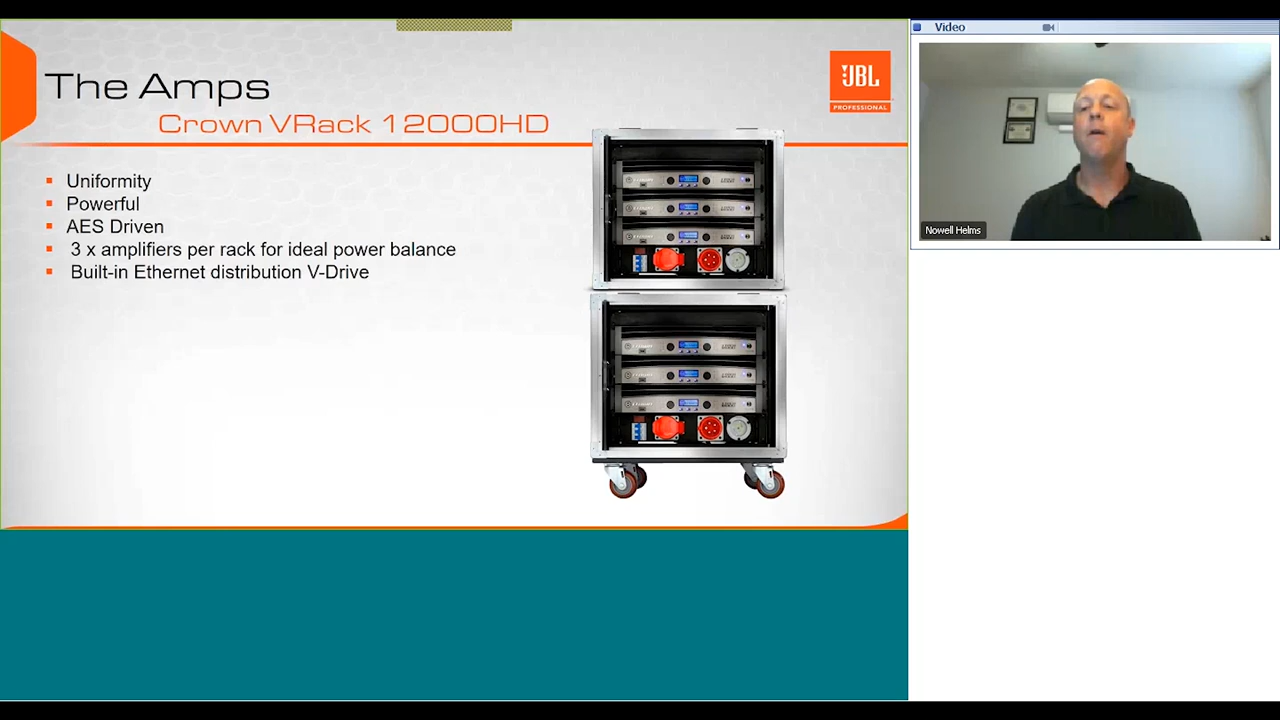 The Amps
Crown VRack 12000HD
JBL
PROFESSIONAL
Uniformity
Powerful
AES Driven
3 x amplifiers per rack for ideal power balance
Built-in Ethernet distribution V-Drive
Video
Nowell Helms